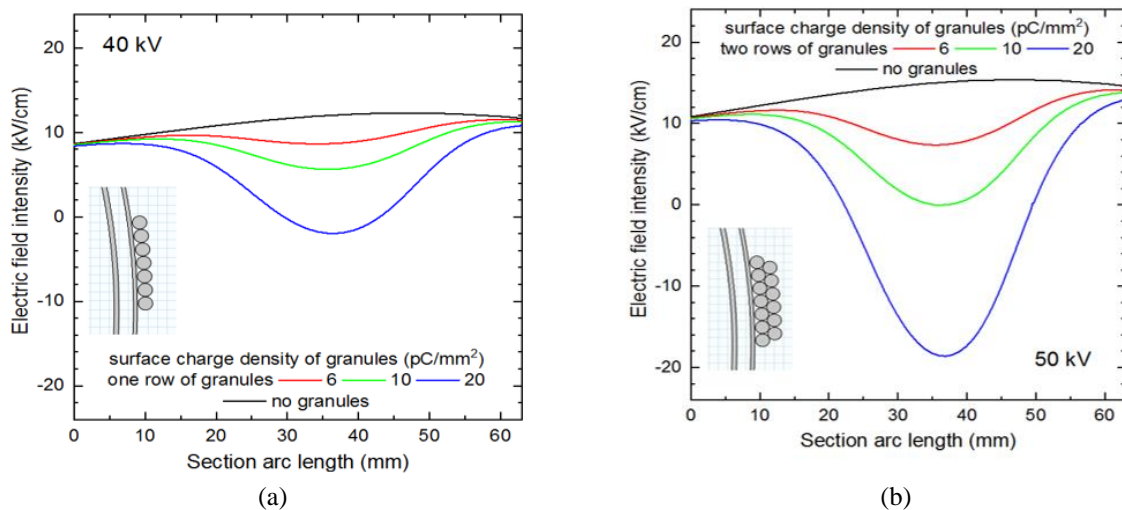 40 kV
20
10
0
-10
-20
Electric field intensity (kV/cm)
surface charge density of granules (pC/mm²)
one row of granules 6 10 20
no granules
0 10 20 30 40 50 60
Section arc length (mm)
(a)
surface charge density of granules (pC/mm²)
two rows of granules 6 10 20
no granules
20
10
0
-10
-20
Electric field intensity (kV/cm)
50 kV
0 10 20 30 40 50 60
Section arc length (mm)
(b)